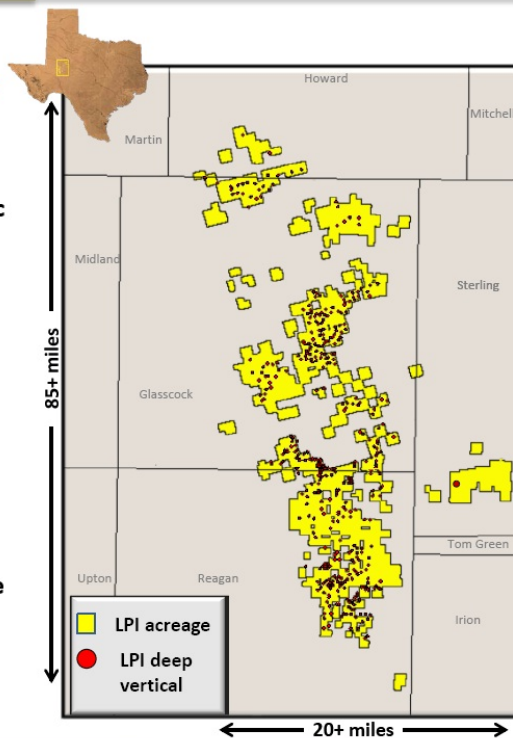 Howard
Mitchell
Martin
c
Midland
Sterling
85+ miles
Glasscock
Tom Green
e
Upton
Reagan
Irion
LPI acreage
LPI deep
vertical
20+ miles